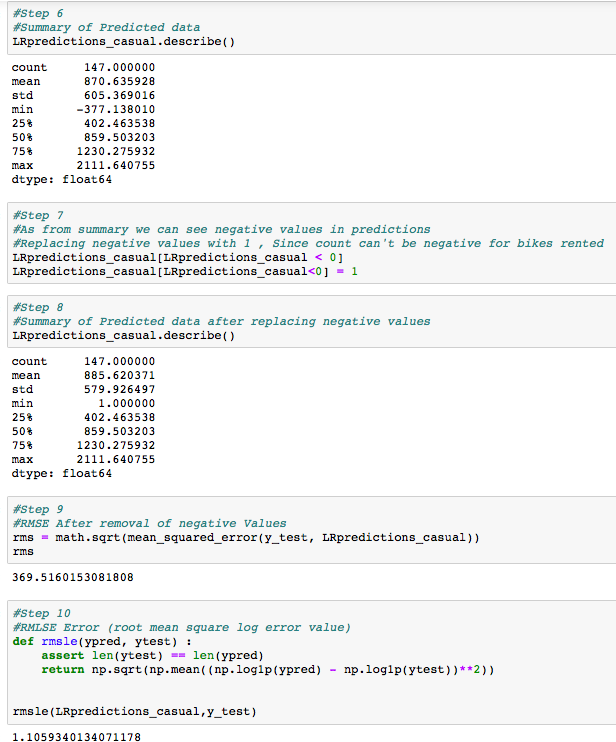 #Step 6
#Summary of Predicted data
LRpredictions_casual.describe()
count 147.000000
mean 870.635928
std 605.369016
min -377.138010
25% 402.463538
50% 859.503203
75% 1230.275932
max 2111.640755
dtype: float64
#Step 7
#As from summary we can see negative values in predictions
#Replacing negative values with 1 , Since count can't be negative for bikes rented
LRpredictions_casual[LRpredictions_casual < 0]
LRpredictions_casual[LRpredictions_casual<0] = 1
#Step 8
#Summary of Predicted data after replacing negative values
LRpredictions_casual.describe()
count 147.000000
mean 885.620371
std 579.926497
min 1.000000
25% 402.463538
50% 859.503203
75% 1230.275932
max 2111.640755
dtype: float64
#Step 9
#RMSE After removal of negative Values
rms = math.sqrt(mean_squared_error(y_test, LRpredictions_casual))
rms
369.5160153081808
#Step 10
#RMLSE Error (root mean square log error value)
def rmsle(ypred, ytest) :
    assert len(ytest) == len(ypred)
    return np.sqrt(np.mean((np.log1p(ypred) - np.log1p(ytest))**2))
rmsle(LRpredictions_casual,y_test)
1.1059340134071178